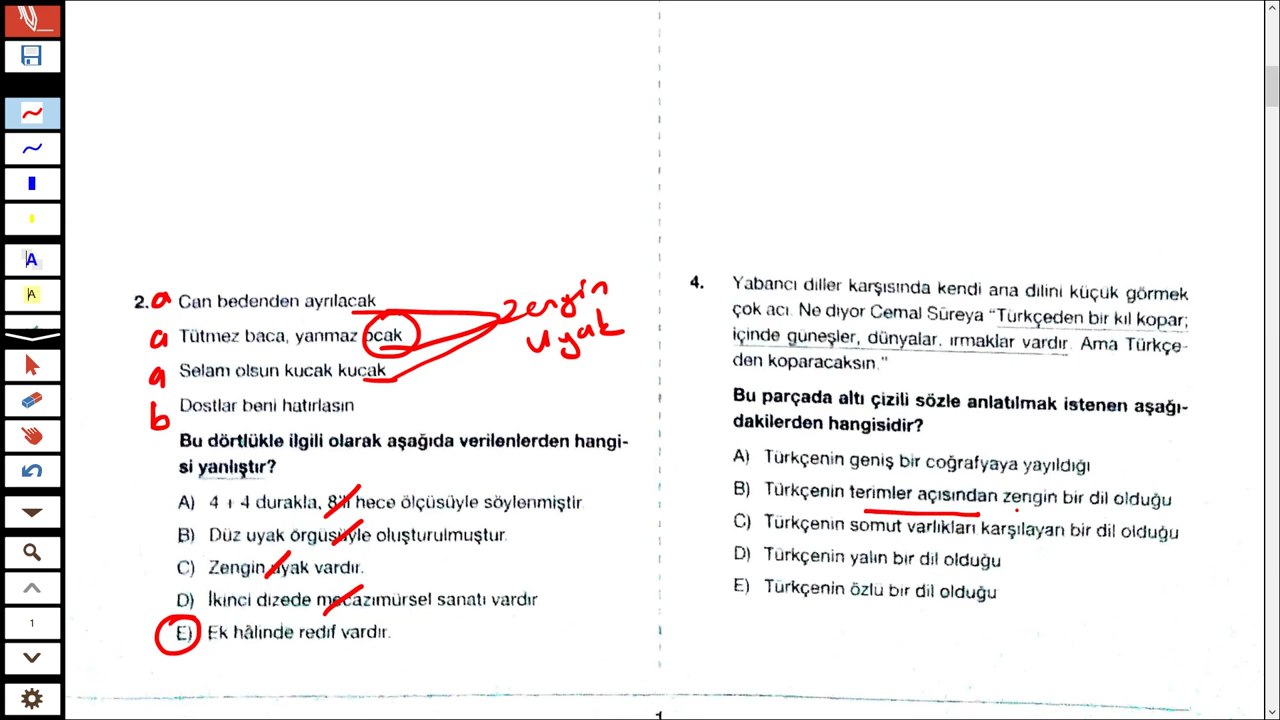 2. a Can bedenden ayrılacak
a Tütmez baca, yanmaz ocak
a Selam olsun kucak kucak
b Dostlar beni hatırlasın
zengin
uyak
Bu dörtlükle ilgili olarak aşağıda verilenlerden hangi-
si yanlıştır?
A) 4 + 4 durakla, 8'li hece ölçüsüyle söylenmiştir
B) Düz uyak örgüsüyle oluşturulmuştur.
C) Zengin uyak vardır.
D) İkinci dizede mecazımürsel sanatı vardır
E) Ek hâlinde redif vardır.
4. Yabancı diller karşısında kendi ana dilini küçük görmek
çok acı. Ne diyor Cemal Süreya “Türkçeden bir kıl kopar;
içinde güneşler, dünyalar, ırmaklar vardır. Ama Türkçe-
den koparacaksın.”
Bu parçada altı çizili sözle anlatılmak istenen aşağı-
dakilerden hangisidir?
A) Türkçenin geniş bir coğrafyaya yayıldığı
B) Türkçenin terimler açısından zengin bir dil olduğu
C) Türkçenin somut varlıkları karşılayan bir dil olduğu
D) Türkçenin yalın bir dil olduğu
E) Türkçenin özlü bir dil olduğu
A
A
1
1